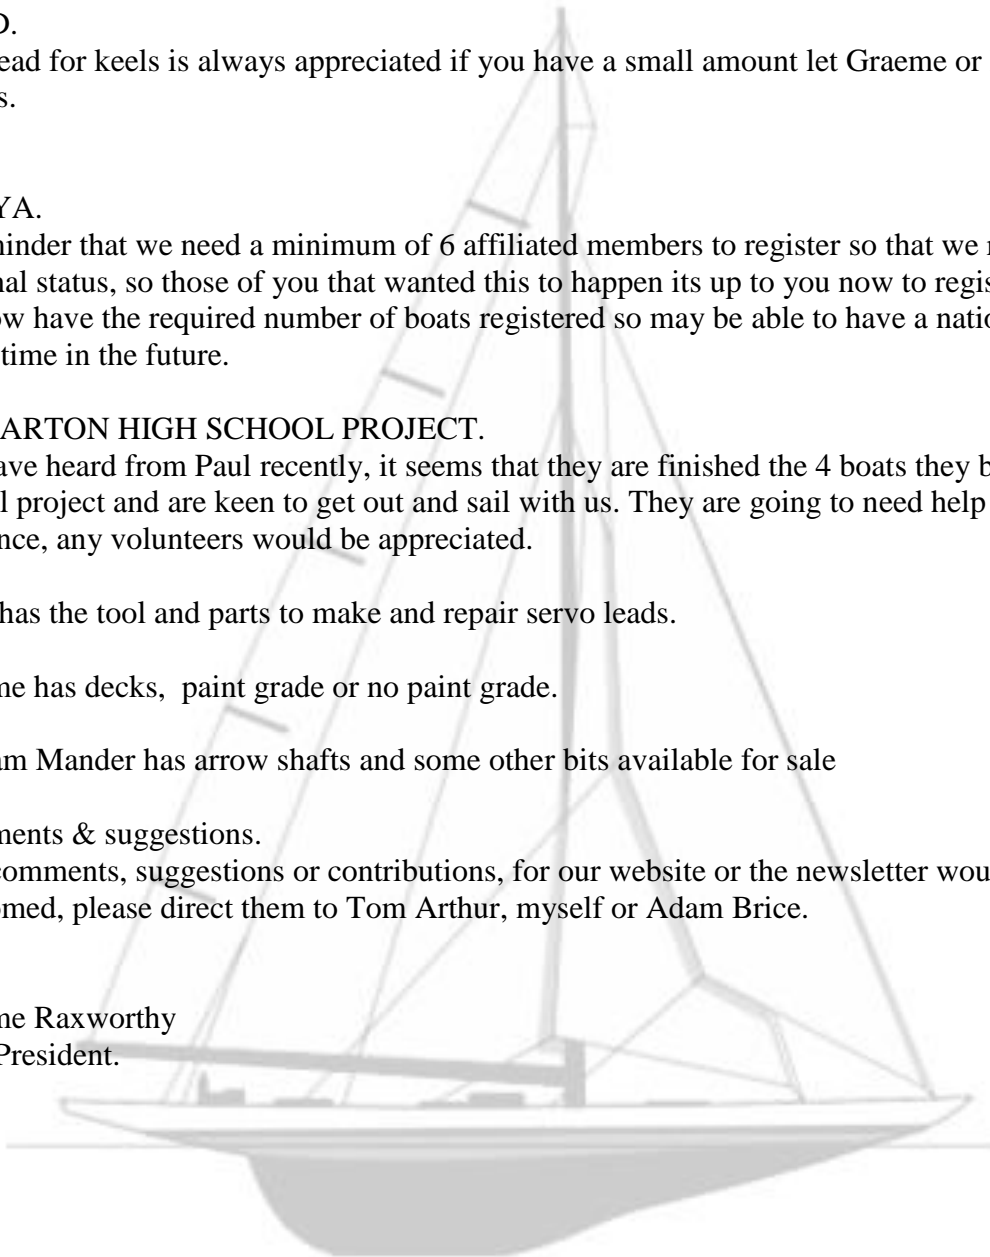 D.
ead for keels is always appreciated if you have a small amount let Graeme or
s.
YA.
inder that we need a minimum of 6 affiliated members to register so that we
nal status, so those of you that wanted this to happen its up to you now to regis
ow have the required number of boats registered so may be able to have a natio
time in the future.
ARTON HIGH SCHOOL PROJECT.
ave heard from Paul recently, it seems that they are finished the 4 boats they b
l project and are keen to get out and sail with us. They are going to need help
nce, any volunteers would be appreciated.
has the tool and parts to make and repair servo leads.
me has decks, paint grade or no paint grade.
am Mander has arrow shafts and some other bits available for sale
ments & suggestions.
comments, suggestions or contributions, for our website or the newsletter wou
omed, please direct them to Tom Arthur, myself or Adam Brice.
me Raxworthy
President.